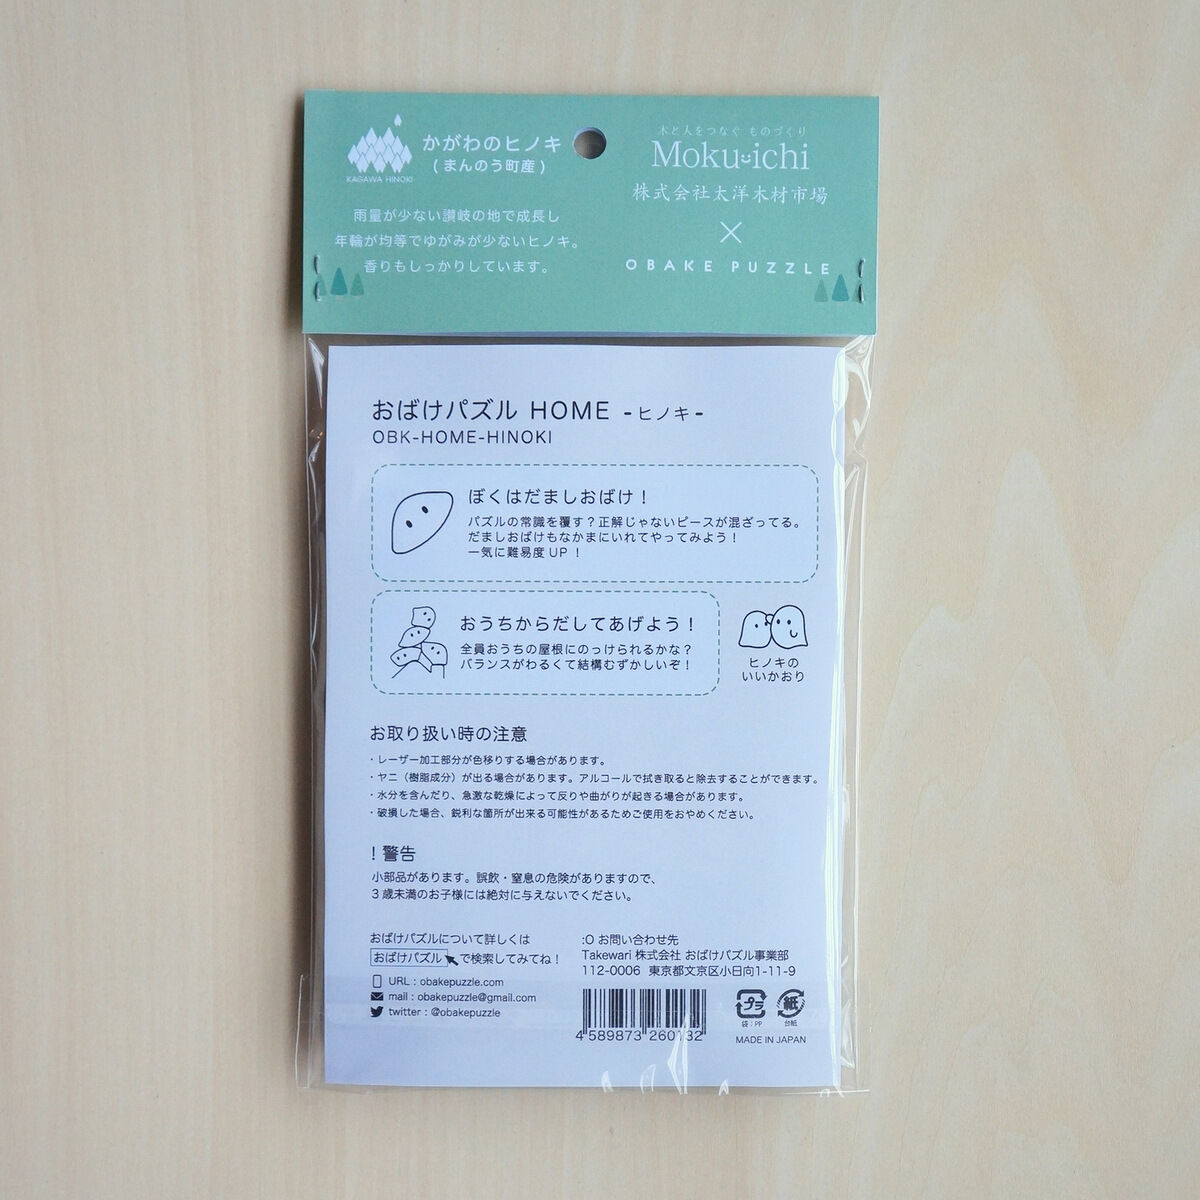 かがわのヒノキ
(まんのう町産)
KAGAWA HINOKI
雨量が少ない讃岐の地で成長し
年輪が均等でゆがみが少ないヒノキ。
香りもしっかりしています。
木と人をつなぐ ものづくり
Moku-ichi
株式会社太洋木材市場
×
OBAKE PUZZLE
おばけパズル HOME -ヒノキ-
OBK-HOME-HINOKI
ぼくはだましおばけ！
パズルの常識を覆す？正解じゃないピースが混ざってる。
だましおばけもなかまにいれてやってみよう！
一気に難易度UP！
おうちからだしてあげよう！
全員おうちの屋根にのっけられるかな？
バランスがわるくて結構むずかしいぞ！
ヒノキの
いいかおり
お取り扱い時の注意
・レーザー加工部分が色移りする場合があります。
・ヤニ（樹脂成分）が出る場合があります。アルコールで拭き取ると除去することができます。
・水分を含んだり、急激な乾燥によって反りや曲がりが起きる場合があります。
・破損した場合、鋭利な箇所が出来る可能性があるためご使用をおやめください。
！警告
小部品があります。誤飲・窒息の危険がありますので、
3歳未満のお子様には絶対に与えないでください。
おばけパズルについて詳しくは
おばけパズル で検索してみてね！
URL : obakepuzzle.com
mail : obakepuzzle@gmail.com
twitter : @obakepuzzle
:O お問い合わせ先
Takewari 株式会社 おばけパズル事業部
112-0006 東京都文京区小日向1-11-9
4 589873 260132
プラ
袋：PP
紙
台紙
MADE IN JAPAN